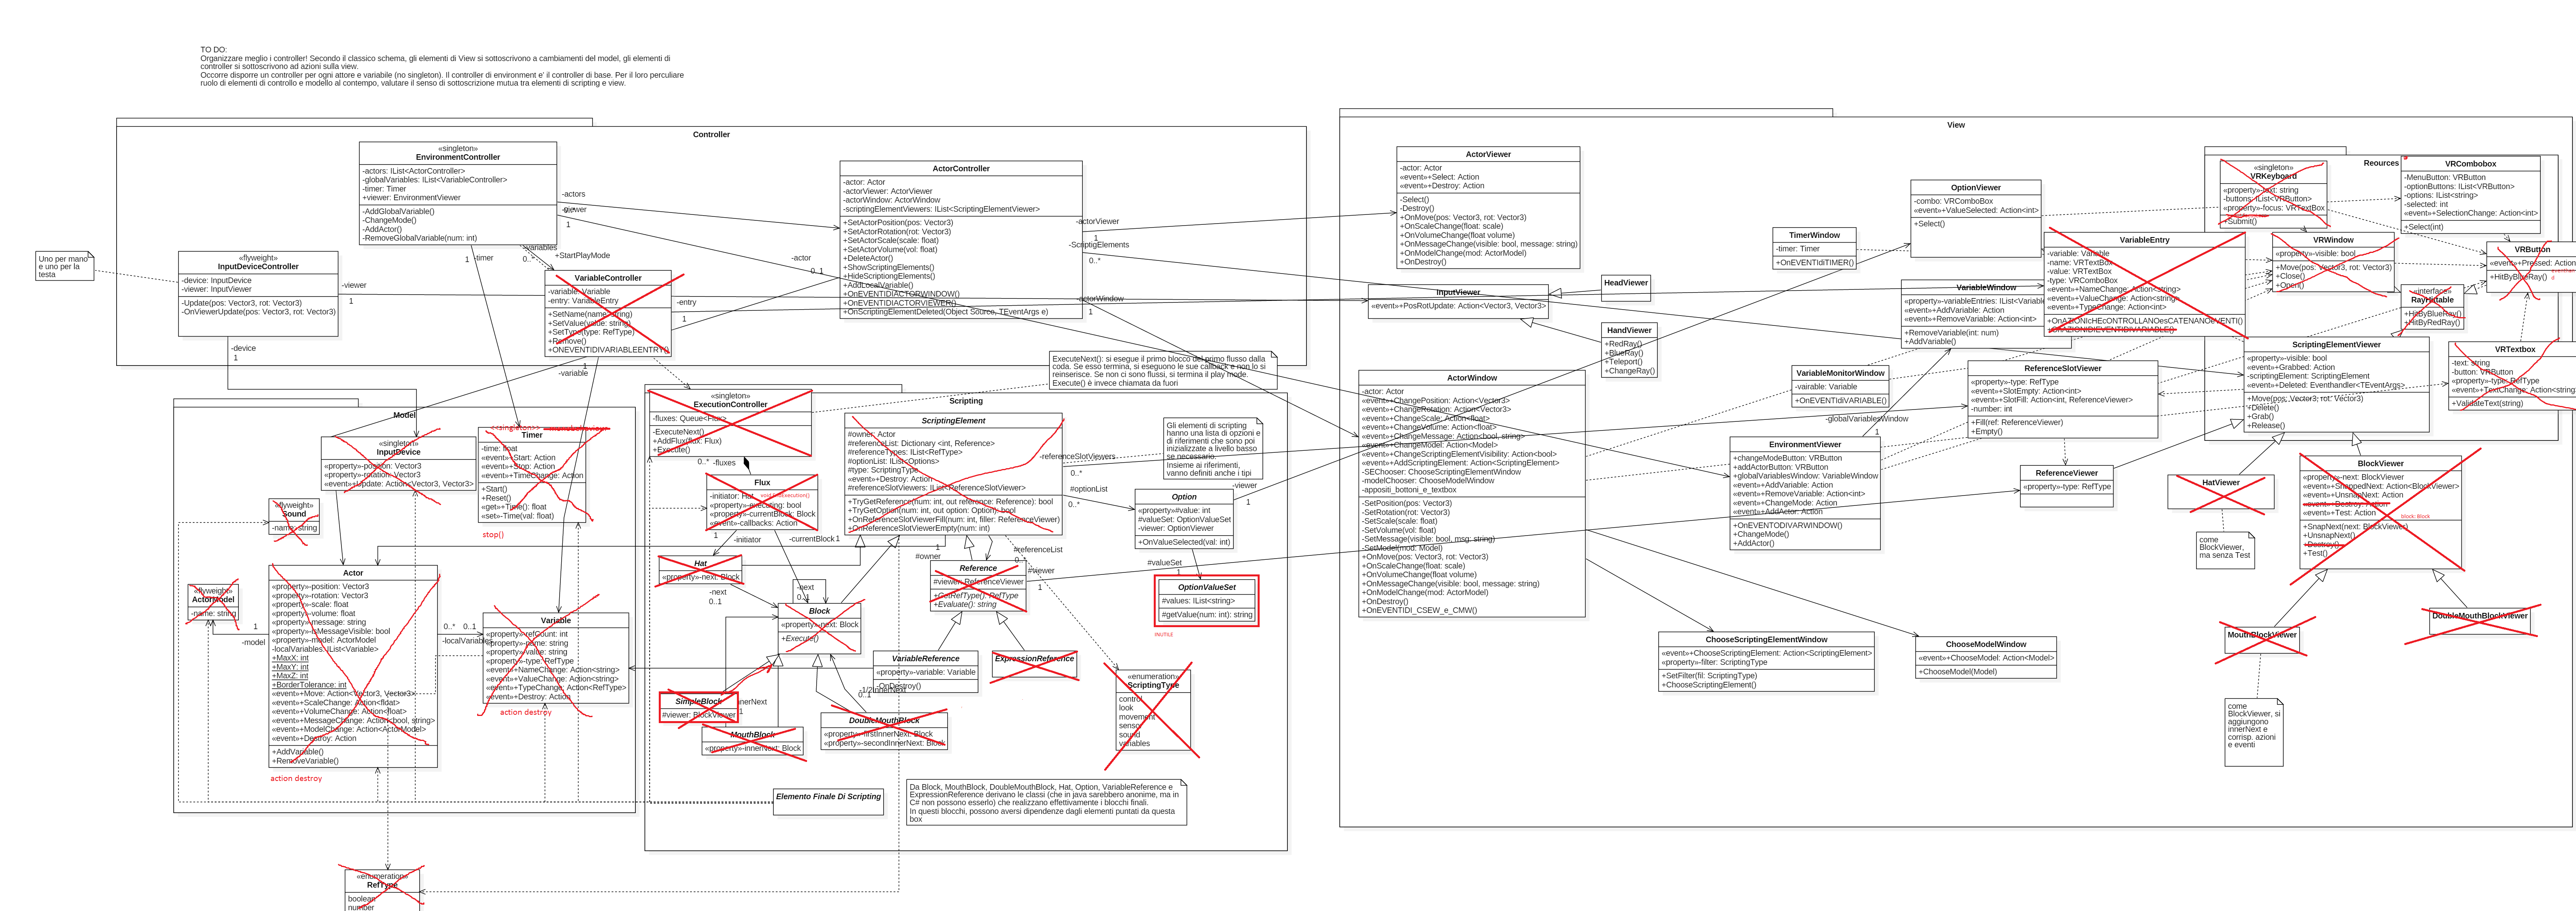 TO DO:
Organizzare meglio i controller! Secondo il classico schema, gli elementi di View si sottoscrivono a cambiamenti del model, gli elementi di
controller si sottoscrivono ad azioni sulla view.
Occorre disporre un controller per ogni attore e variabile (no singleton). Il controller di environment e' il controller di base. Per il loro perculiare
ruolo di elementi di controllo e modello al contempo, valutare il senso di sottoscrizione mutua tra elementi di scripting e view.
Controller
«singleton»
EnvironmentController
-actors: IList<ActorController>
-globalVariables: IList<VariableController>
-timer: Timer
+viewer: EnvironmentViewer
-AddGlobalVariable()
-ChangeMode()
-AddActor()
-RemoveGlobalVariable(num: int)
Uno per mano
e uno per la
testa
«flyweight»
InputDeviceController
-device: InputDevice
-viewer: InputViewer
-Update(pos: Vector3, rot: Vector3)
-OnViewerUpdate(pos: Vector3, rot: Vector3)
VariableController
-variable: Variable
-entry: VariableEntry
+SetName(name: string)
+SetValue(value: string)
+SetType(type: RefType)
+Remove()
+ONEVENTIDIVARIABLEENTRY()
ActorController
-actor: Actor
-actorViewer: ActorViewer
-actorWindow: ActorWindow
-scriptingElementViewers: IList<ScriptingElementViewer>
+SetActorPosition(pos: Vector3)
+SetActorRotation(rot: Vector3)
+SetActorScale(scale: float)
+SetActorVolume(vol: float)
+DeleteActor()
+ShowScriptingElements()
+HideScriptiongElements()
+AddLocalVariable()
+ONEVENTIDIACTORWINDOW()
+ONEVENTIDIACTORVIEWER()
+OnScriptingElementDeleted(Object Source, TEventArgs e)
-actors
-viewer
1
-variables
0..*
+StartPlayMode
1
-timer
-viewer
1
-device
1
-actor
0..1
-entry
1
1
-variable
-actorViewer
1
-ScriptigElements
0..*
-actorWindow
1
ExecuteNext(): si esegue il primo blocco del primo flusso dalla
coda. Se esso termina, si eseguono le sue callback e non lo si
reinserisce. Se non ci sono flussi, si termina il play mode.
Execute() è invece chiamata da fuori
Model
«singleton»
InputDevice
«property»-position: Vector3
«property»-rotation: Vector3
«event»+Update: Action<Vector3, Vector3>
<<singleton>>
Timer
-time: float
«event»+Start: Action
«event»+Stop: Action
«event»+TimeChange: Action
+Start()
+Reset()
«get»+Time(): float
«set»-Time(val: float)
stop()
«flyweight»
Sound
-name: string
«flyweight»
ActorModel
-name: string
1
-model
Actor
«property»-position: Vector3
«property»-rotation: Vector3
«property»-scale: float
«property»-volume: float
«property»-message: string
«property»-isMessageVisible: bool
«property»-model: ActorModel
-localVariables: IList<Variable>
+MaxX: int
+MaxY: int
+MaxZ: int
+BorderTolerance: int
«event»+Move: Action<Vector3, Vector3>
«event»+ScaleChange: Action<float>
«event»+VolumeChange: Action<float>
«event»+MessageChange: Action<bool, string>
«event»+ModelChange: Action<ActorModel>
«event»+Destroy: Action
+AddVariable()
+RemoveVariable()
action destroy
0..*
0..1
-localVariables
Variable
«property»-refCount: int
«property»-name: string
«property»-value: string
«property»-type: RefType
«event»+NameChange: Action<string>
«event»+ValueChange: Action<string>
«event»+TypeChange: Action<RefType>
«event»+Destroy: Action
action destroy
«enumeration»
RefType
boolean
number
Scripting
«singleton»
ExecutionController
-fluxes: Queue<Flux>
-ExecuteNext()
+AddFlux(flux: Flux)
+Execute()
0..*
-fluxes
Flux
-initiator: Hat
«property»-executing: bool
«property»-currentBlock: Block
«event»-callbacks: Action
1
-initiator
-currentBlock
1
Hat
«property»-next: Block
-next
0..1
ScriptingElement
#owner: Actor
#referenceList: Dictionary <int, Reference>
#referenceTypes: IList<RefType>
#optionList: IList<Options>
#type: ScriptingType
«event»+Destroy: Action
#referenceSlotViewers: IList<ReferenceSlotViewer>
+TryGetReference(num: int, out reference: Reference): bool
+TryGetOption(num: int, out option: Option): bool
+OnReferenceSlotViewerFill(num: int, filler: ReferenceViewer)
+OnReferenceSlotViewerEmpty(num: int)
-referenceSlotViewers
0..*
#optionList
0..*
Gli elementi di scripting
hanno una lista di opzioni e
di riferimenti che sono poi
inizializzate a livello basso
se necessario.
Insieme ai riferimenti,
vanno definiti anche i tipi
Option
«property»#value: int
#valueSet: OptionValueSet
-viewer: OptionViewer
+OnValueSelected(val: int)
-viewer
1
#valueSet
1
OptionValueSet
#values: IList<string>
#getValue(num: int): string
INUTILE
1
#owner
#referenceList
Reference
#viewer: ReferenceViewer
+GetRefType(): RefType
+Evaluate(): string
#viewer
1
-next
0..1
Block
«property»-next: Block
+Execute()
VariableReference
«property»-variable: Variable
-OnDestroy()
ExpressionReference
SimpleBlock
#viewer: BlockViewer
1
MouthBlock
«property»-innerNext: Block
0..1
DoubleMouthBlock
«property»-firstInnerNext: Block
«property»-secondInnerNext: Block
«enumeration»
ScriptingType
control
look
movement
sensor
sound
variables
Elemento Finale Di Scripting
Da Block, MouthBlock, DoubleMouthBlock, Hat, Option, VariableReference e
ExpressionReference derivano le classi (che in java sarebbero anonime, ma in
C# non possono esserlo) che realizzano effettivamente i blocchi finali.
In questi blocchi, possono aversi dipendenze dagli elementi puntati da questa
box
View
ActorViewer
-actor: Actor
«event»+Select: Action
«event»+Destroy: Action
-Select()
-Destroy()
+OnMove(pos: Vector3, rot: Vector3)
+OnScaleChange(float: scale)
+OnVolumeChange(float volume)
+OnMessageChange(visible: bool, message: string)
+OnModelChange(mod: ActorModel)
+OnDestroy()
InputViewer
«event»+PosRotUpdate: Action<Vector3, Vector3>
HeadViewer
HandViewer
+RedRay()
+BlueRay()
+Teleport()
+ChangeRay()
ActorWindow
-actor: Actor
«event»+ChangePosition: Action<Vector3>
«event»+ChangeRotation: Action<Vector3>
«event»+ChangeScale: Action<float>
«event»+ChangeVolume: Action<float>
«event»+ChangeMessage: Action<bool, string>
«event»+ChangeModel: Action<Model>
«event»+ChangeScriptingElementVisibility: Action<bool>
«event»+AddScriptingElement: Action<ScriptingElement>
-SEChooser: ChooseScriptingElementWindow
-modelChooser: ChooseModelWindow
-appositi_bottoni_e_textbox
-SetPosition(pos: Vector3)
-SetRotation(rot: Vector3)
-SetScale(scale: float)
-SetVolume(vol: float)
-SetMessage(visible: bool, msg: string)
-SetModel(mod: Model)
+OnMove(pos: Vector3, rot: Vector3)
+OnScaleChange(float: scale)
+OnVolumeChange(float volume)
+OnMessageChange(visible: bool, message: string)
+OnModelChange(mod: ActorModel)
+OnDestroy()
+OnEVENTIDI_CSEW_e_CMW()
TimerWindow
-timer: Timer
+OnEVENTIdiTIMER()
OptionViewer
-combo: VRComboBox
«event»+ValueSelected: Action<int>
+Select()
VariableWindow
«property»-variableEntries: IList<Variable
«event»+AddVariable: Action
«event»+RemoveVariable: Action<int>
+RemoveVariable(int: num)
+AddVariable()
VariableMonitorWindow
-vairable: Variable
+OnEVENTIdiVARIABLE()
-globalVariablesWindow
1
EnvironmentViewer
+changeModeButton: VRButton
+addActorButton: VRButton
+globalVariablesWindow: VariableWindow
«event»+AddVariable: Action
«event»+RemoveVariable: Action<int>
«event»+ChangeMode: Action
«event»+AddActor: Action
+OnEVENTODIVARWINDOW()
+ChangeMode()
+AddActor()
ReferenceSlotViewer
«property»-type: RefType
«event»+SlotEmpty: Action<int>
«event»+SlotFill: Action<int, ReferenceViewer>
-number: int
+Fill(ref: ReferenceViewer)
+Empty()
ReferenceViewer
«property»-type: RefType
ChooseScriptingElementWindow
«event»+ChooseScriptingElement: Action<ScriptingElement>
«property»-filter: ScriptingType
+SetFilter(fil: ScriptingType)
+ChooseScriptingElement()
ChooseModelWindow
«event»+ChooseModel: Action<Model>
+ChooseModel(Model)
VariableEntry
-variable: Variable
-name: VRTextBox
-value: VRTextBox
-type: VRComboBox
«event»+NameChange: Action<string>
«event»+ValueChange: Action<string>
«event»+TypeChange: Action<int>
+OnAZIONIcHEcONTROLLANOesCATENANOEVENTI()
+ONAZIONIDIEVENTIDIVARIABILE()
Reources
«singleton»
VRKeyboard
«property»-text: string
-buttons: IList<VRButton>
«property»-focus: VRTextBox
+Submit()
VRCombobox
-MenuButton: VRButton
-optionButtons: IList<VRButton>
-options: IList<string>
-selected: int
«event»+SelectionChange: Action<int>
+Select(int)
VRWindow
«property»-visible: bool
+Move(pos: Vector3, rot: Vector3)
+Close()
+Open()
VRButton
«event»+Pressed: Action
+HitByBlueRay()
«interface»
RayHittable
+HitByBlueRay()
+HitByRedRay()
VRTextbox
-text: string
-button: VRButton
«property»-type: RefType
«event»+TextChange: Action<string
+ValidateText(string)
ScriptingElementViewer
«property»-visible: bool
«event»+Grabbed: Action
-scriptingElement: ScriptingElement
«event»+Deleted: Eventhandler<TEventArgs>
+Move(pos: Vector3, rot: Vector3)
+Delete()
+Grab()
+Release()
HatViewer
come
BlockViewer,
ma senza Test
BlockViewer
«property»-next: BlockViewer
«event»+SnappedNext: Action<BlockViewer>
«event»+UnsnapNext: Action
«event»+Destroy: Action
«event»+Test: Action
block: Block
+SnapNext(next: BlockViewer)
+UnsnapNext()
+Destroy()
+Test()
MouthBlockViewer
DoubleMouthBlockViewer
come
BlockViewer, si
aggiungono
innerNext e
corrisp. azioni
e eventi